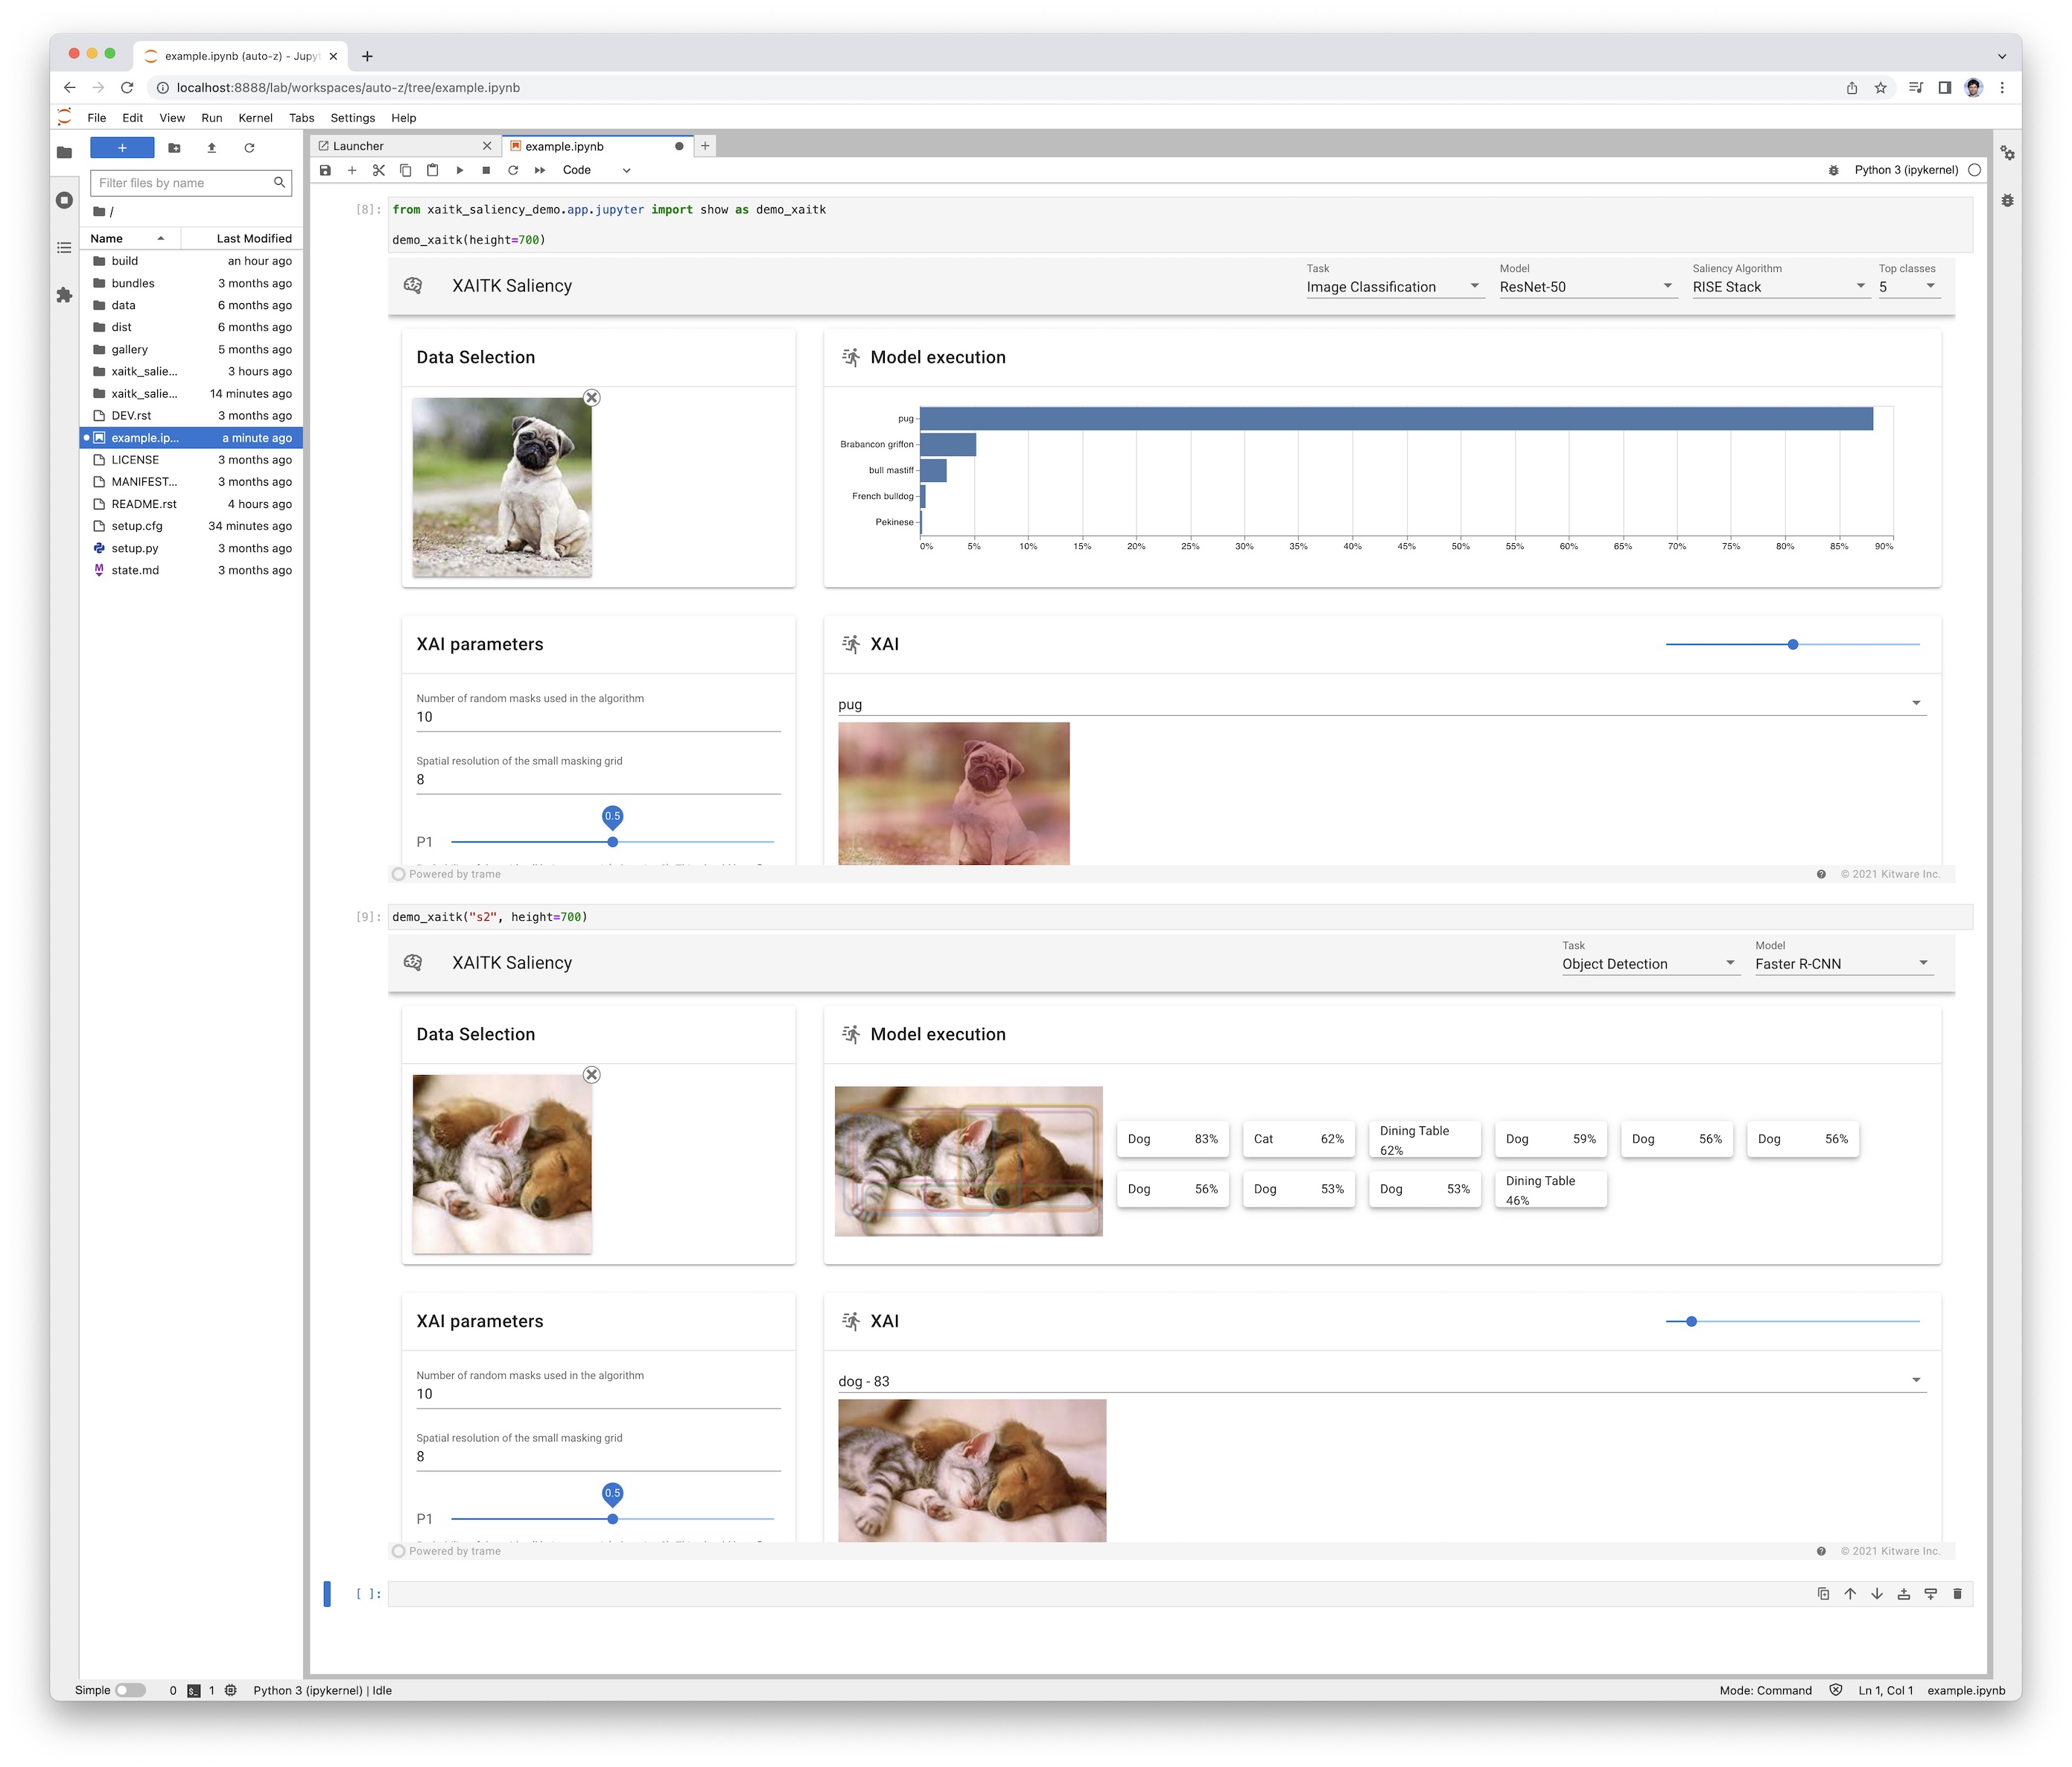 example.ipynb (auto-z) - Jupyt
localhost:8888/lab/workspaces/auto-z/tree/example.ipynb
File Edit View Run Kernel Tabs Settings Help
+
Filter files by name
/
Name Last Modified
build an hour ago
bundles 3 months ago
data 6 months ago
dist 6 months ago
gallery 5 months ago
xaitk_salie... 3 hours ago
xaitk_salie... 14 minutes ago
DEV.rst 3 months ago
example.ip... a minute ago
LICENSE 3 months ago
MANIFEST... 3 months ago
README.rst 4 hours ago
setup.cfg 34 minutes ago
setup.py 3 months ago
state.md 3 months ago
Launcher example.ipynb
Code Python 3 (ipykernel)
[8]: from xaitk_saliency_demo.app.jupyter import show as demo_xaitk
demo_xaitk(height=700)
XAITK Saliency
Task Model Saliency Algorithm Top classes
Image Classification ResNet-50 RISE Stack 5
Data Selection
Model execution
pug
Brabancon griffon
bull mastiff
French bulldog
Pekinese
0% 5% 10% 15% 20% 25% 30% 35% 40% 45% 50% 55% 60% 65% 70% 75% 80% 85% 90%
XAI parameters
Number of random masks used in the algorithm
10
Spatial resolution of the small masking grid
8
0.5
P1
XAI
pug
Powered by trame © 2021 Kitware Inc.
[9]: demo_xaitk("s2", height=700)
XAITK Saliency
Task Model
Object Detection Faster R-CNN
Data Selection
Model execution
Dog 83% Cat 62% Dining Table 62% Dog 59% Dog 56% Dog 56%
Dog 56% Dog 53% Dog 53% Dining Table 46%
XAI parameters
Number of random masks used in the algorithm
10
Spatial resolution of the small masking grid
8
0.5
P1
XAI
dog - 83
Powered by trame © 2021 Kitware Inc.
[ ]:
Simple 0 1 Python 3 (ipykernel) | Idle Mode: Command Ln 1, Col 1 example.ipynb